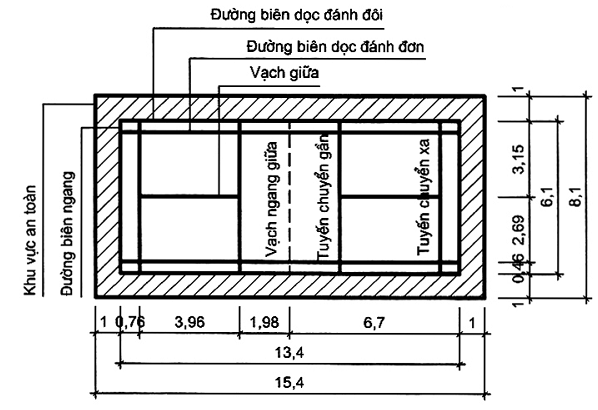 Đường biên dọc đánh đôi
Đường biên dọc đánh đơn
Vạch giữa
Khu vực an toàn
Đường biên ngang
Vạch ngang giữa
Tuyến chuyển gần
Tuyến chuyển xa
1
3,15
2,69
0,46
1
6,1
8,1
1 0,76 3,96 1,98 6,7 1
13,4
15,4